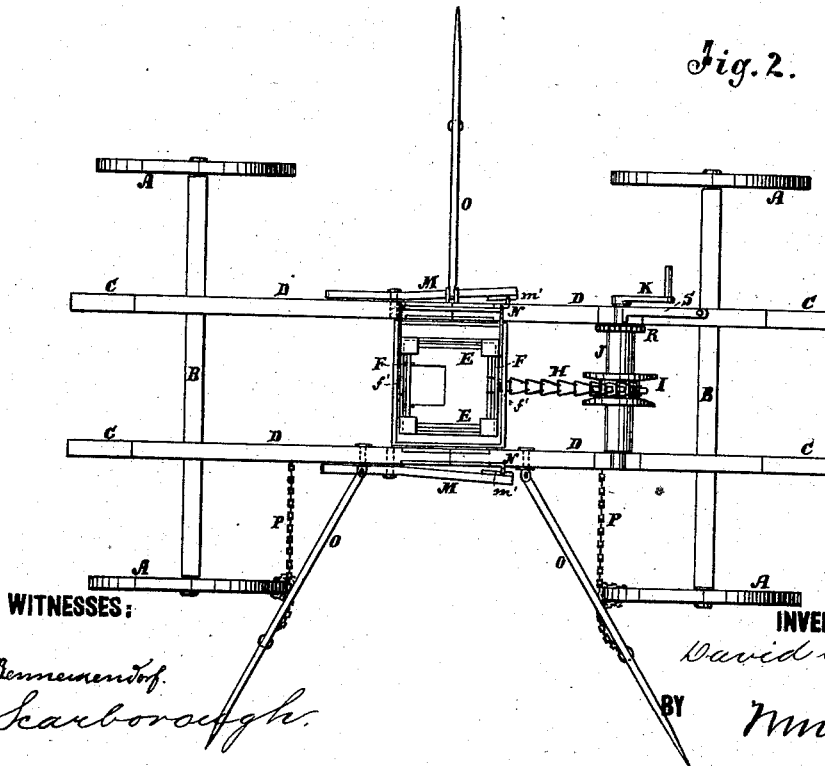 Fig. 2.
A
A
O
M
m'
K
S
C
D
N
D
C
R
J
F
E
F
H
I
B
f'
f'
B
E
C
D
D
C
N
M
m'
P
O
O
P
A
A
WITNESSES:
INVE
David
Scarborough.
BY